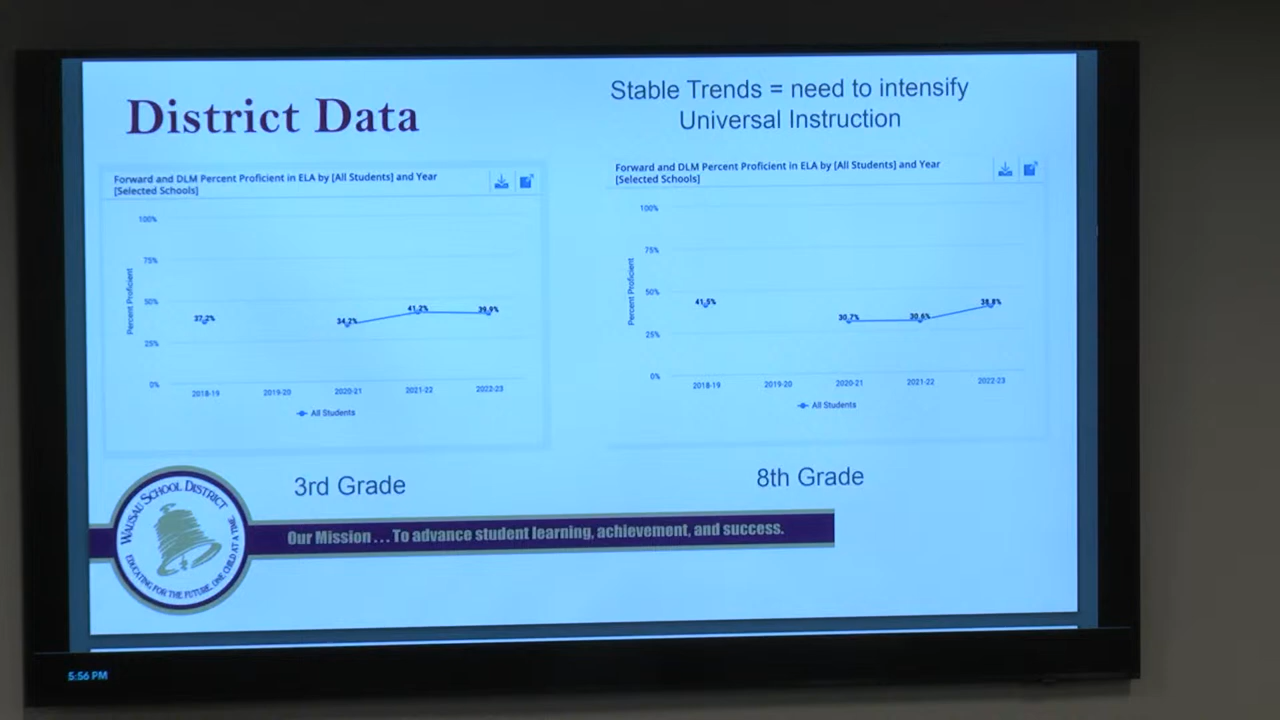 District Data
Stable Trends = need to intensify
Universal Instruction
Forward and DLM Percent Proficient in ELA by [All Students] and Year
[Selected Schools]
Percent Proficient
100%
75%
50%
25%
0%
37.2%
34.2%
41.2%
39.9%
2018-19
2019-20
2020-21
2021-22
2022-23
All Students
3rd Grade
Forward and DLM Percent Proficient in ELA by [All Students] and Year
[Selected Schools]
Percent Proficient
100%
75%
50%
25%
0%
41.5%
30.7%
30.6%
38.8%
2018-19
2019-20
2020-21
2021-22
2022-23
All Students
8th Grade
WAUSAU SCHOOL DISTRICT
EDUCATING FOR THE FUTURE, ONE CHILD AT A TIME
Our Mission . . . To advance student learning, achievement, and success.
5:56 PM